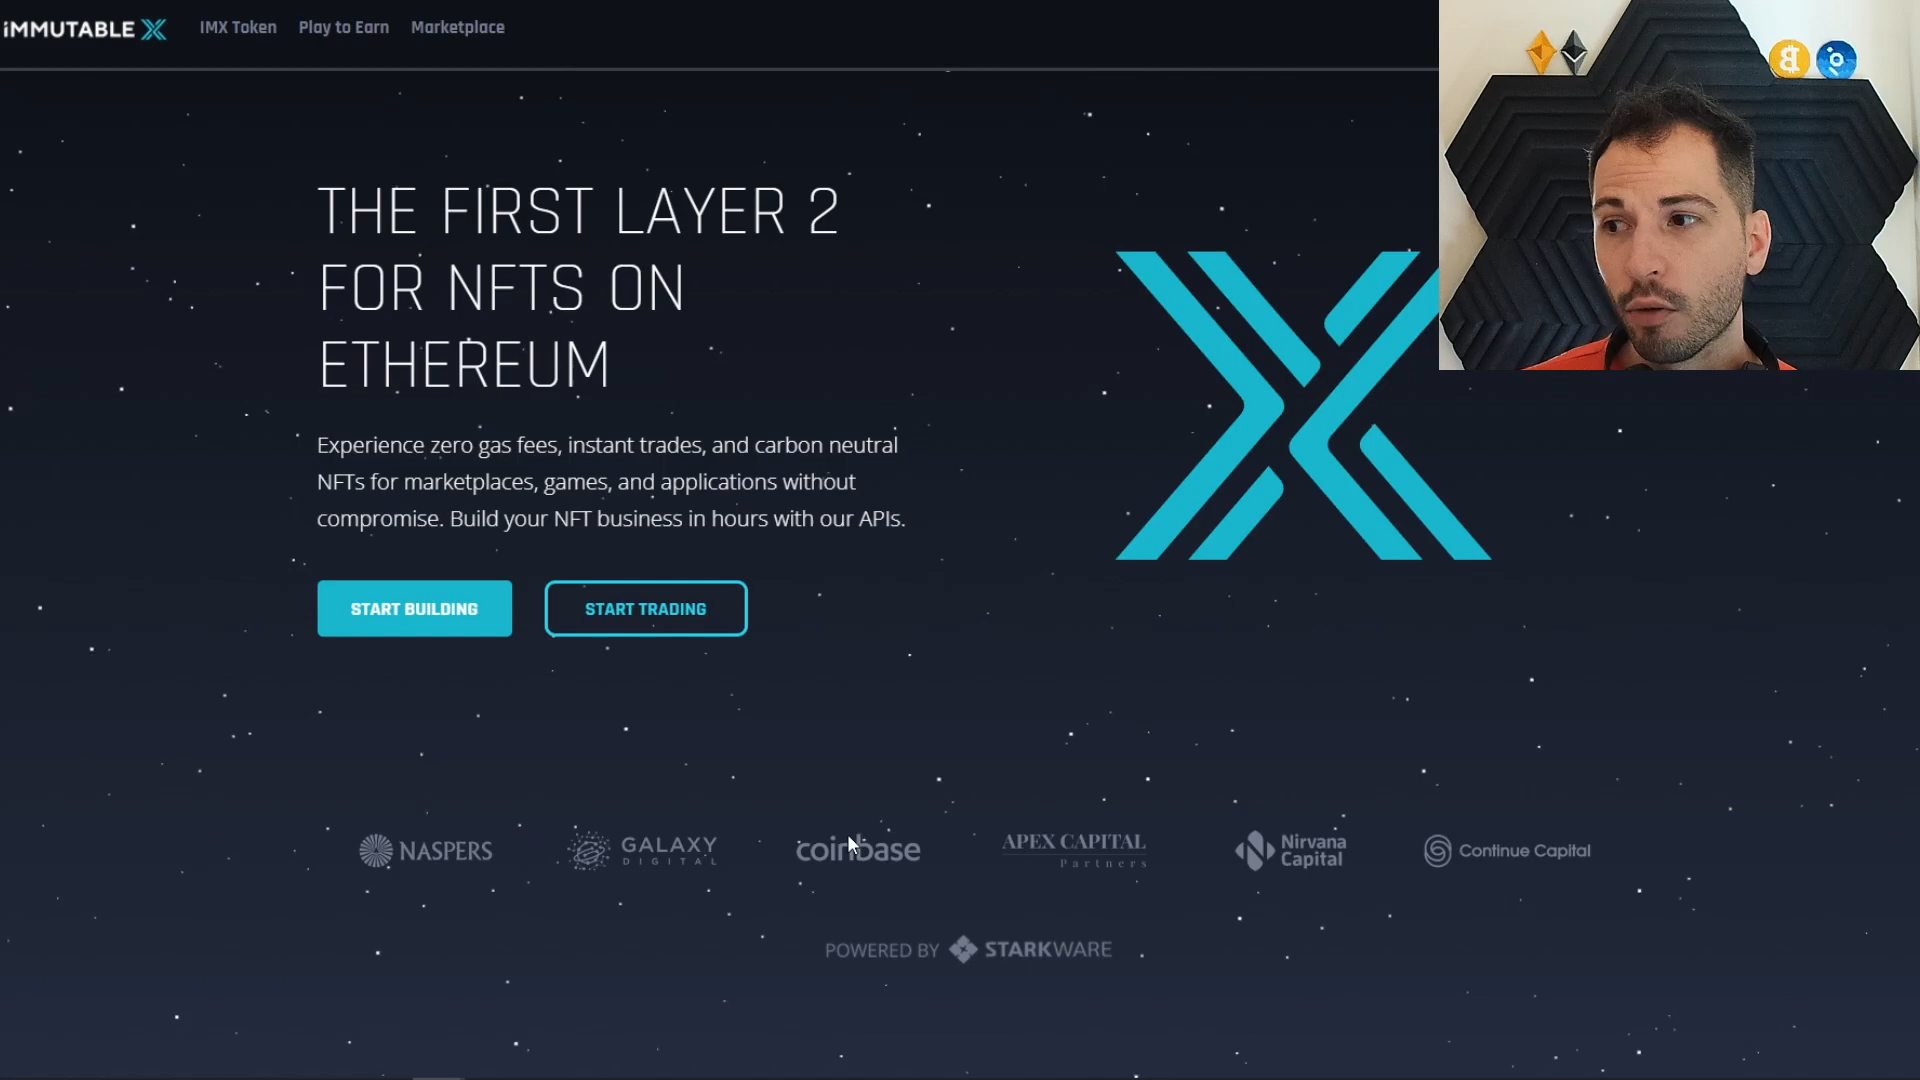 iMMUTABLE X
IMX Token
Play to Earn
Marketplace
THE FIRST LAYER 2
FOR NFTS ON
ETHEREUM
Experience zero gas fees, instant trades, and carbon neutral
NFTs for marketplaces, games, and applications without
compromise. Build your NFT business in hours with our APIs.
START BUILDING
START TRADING
NASPERS
GALAXY
DIGITAL
coinbase
APEX CAPITAL
Partners
Nirvana
Capital
Continue Capital
POWERED BY STARKWARE